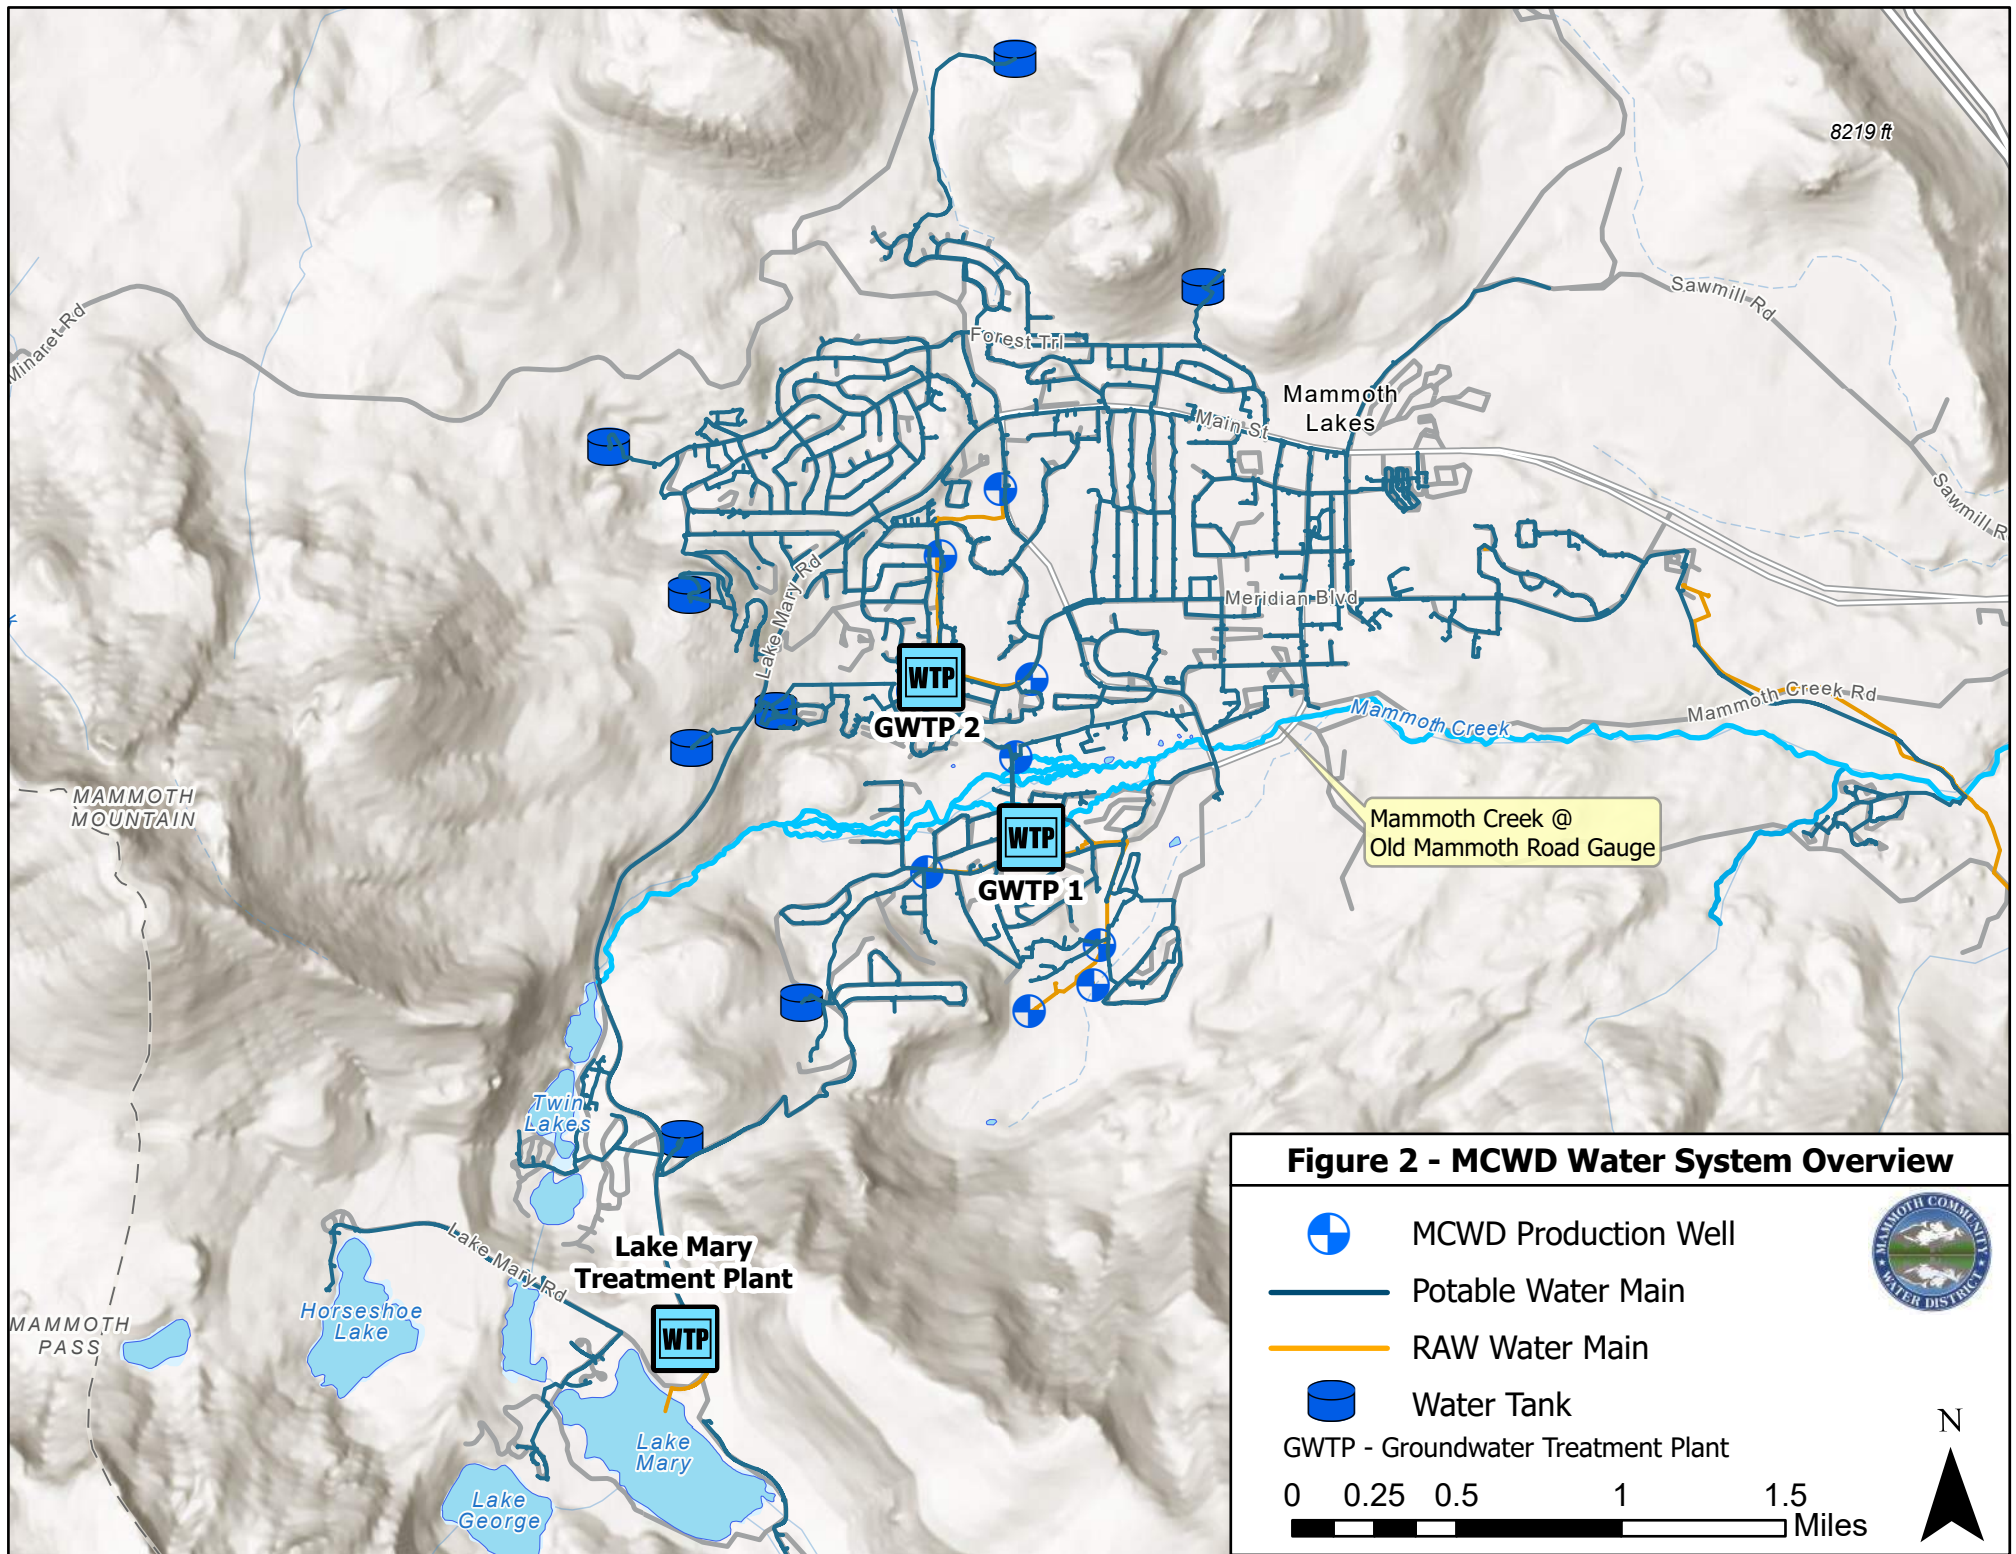 8219 ft
Minaret Rd
Sawmill Rd
Forest Trl
Mammoth
Lakes
Main St
Sawmill R
Lake Mary Rd
Meridian Blvd
WTP
GWTP 2
Mammoth Creek Rd
Mammoth Creek
MAMMOTH
MOUNTAIN
Mammoth Creek @
Old Mammoth Road Gauge
WTP
GWTP 1
Twin
Lakes
Lake Mary
Treatment Plant
Lake Mary Rd
Horseshoe
Lake
MAMMOTH
PASS
WTP
Lake
Mary
Lake
George
Figure 2 - MCWD Water System Overview
MCWD Production Well
Potable Water Main
RAW Water Main
Water Tank
GWTP - Groundwater Treatment Plant
MAMMOTH COMMUNITY
WATER DISTRICT
N
0 0.25 0.5 1 1.5
Miles